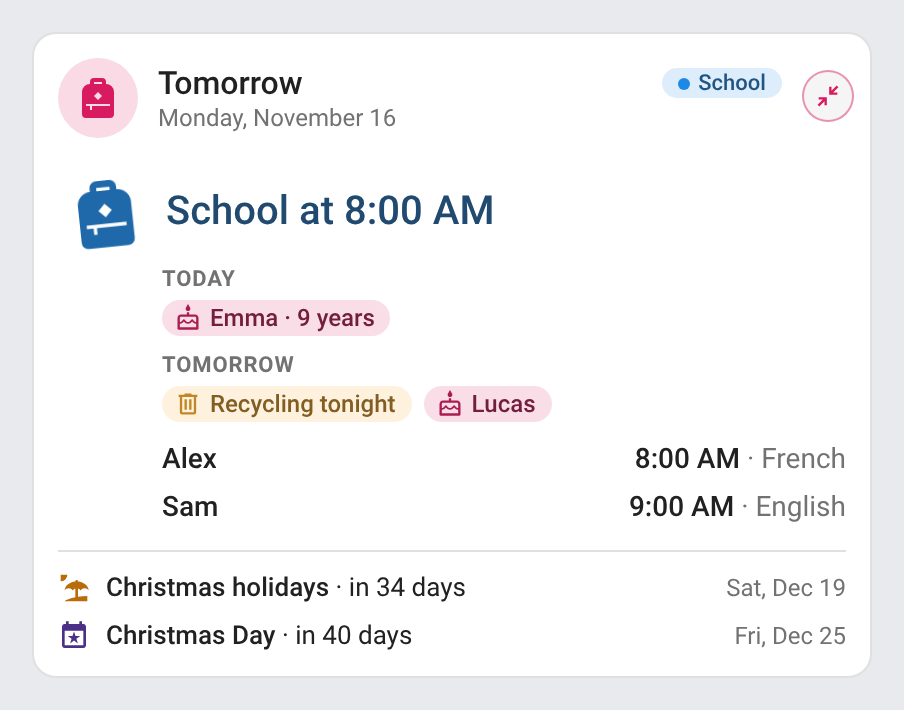 Tomorrow
School
Monday, November 16
School at 8:00 AM
TODAY
Emma · 9 years
TOMORROW
Recycling tonight Lucas
Alex 8:00 AM · French
Sam 9:00 AM · English
Christmas holidays · in 34 days Sat, Dec 19
Christmas Day · in 40 days Fri, Dec 25